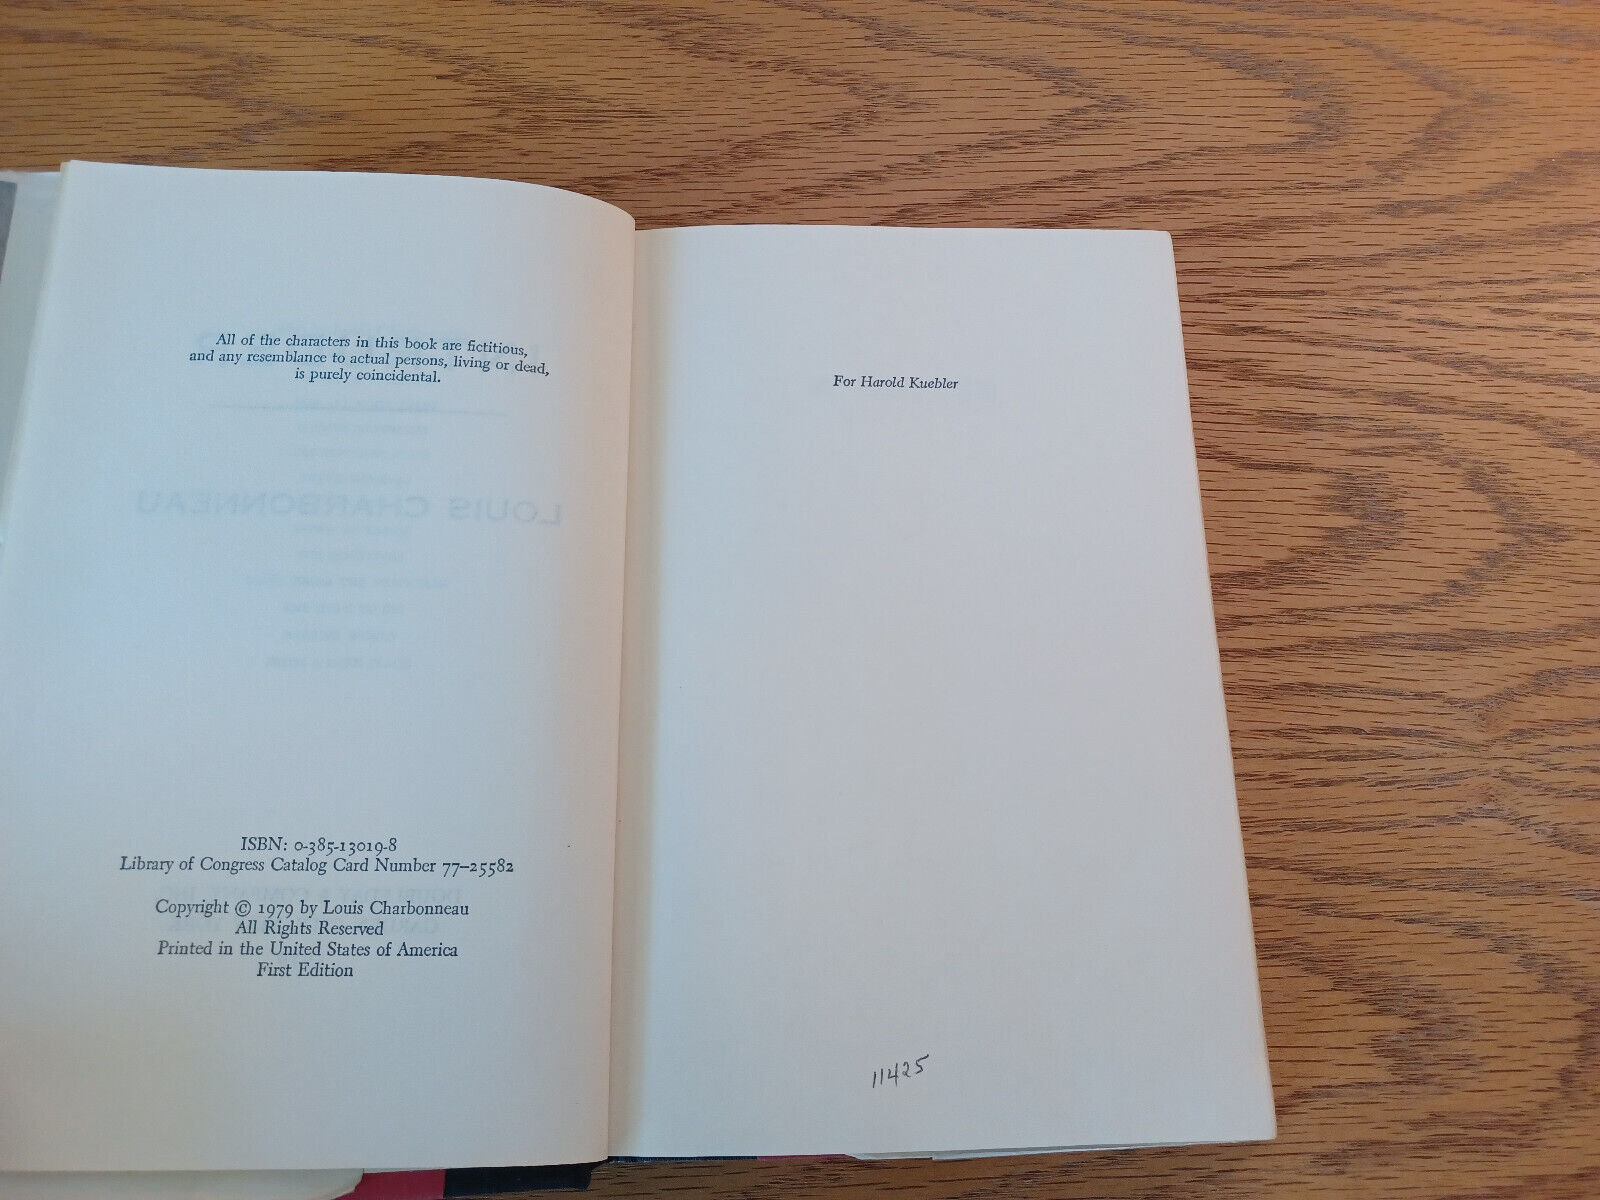 All of the characters in this book are fictitious,
and any resemblance to actual persons, living or dead,
is purely coincidental.
LOUIS CHARBONNEAU
ISBN: 0-385-13019-8
Library of Congress Catalog Card Number 77–25582
Copyright © 1979 by Louis Charbonneau
All Rights Reserved
Printed in the United States of America
First Edition
For Harold Kuebler
11425